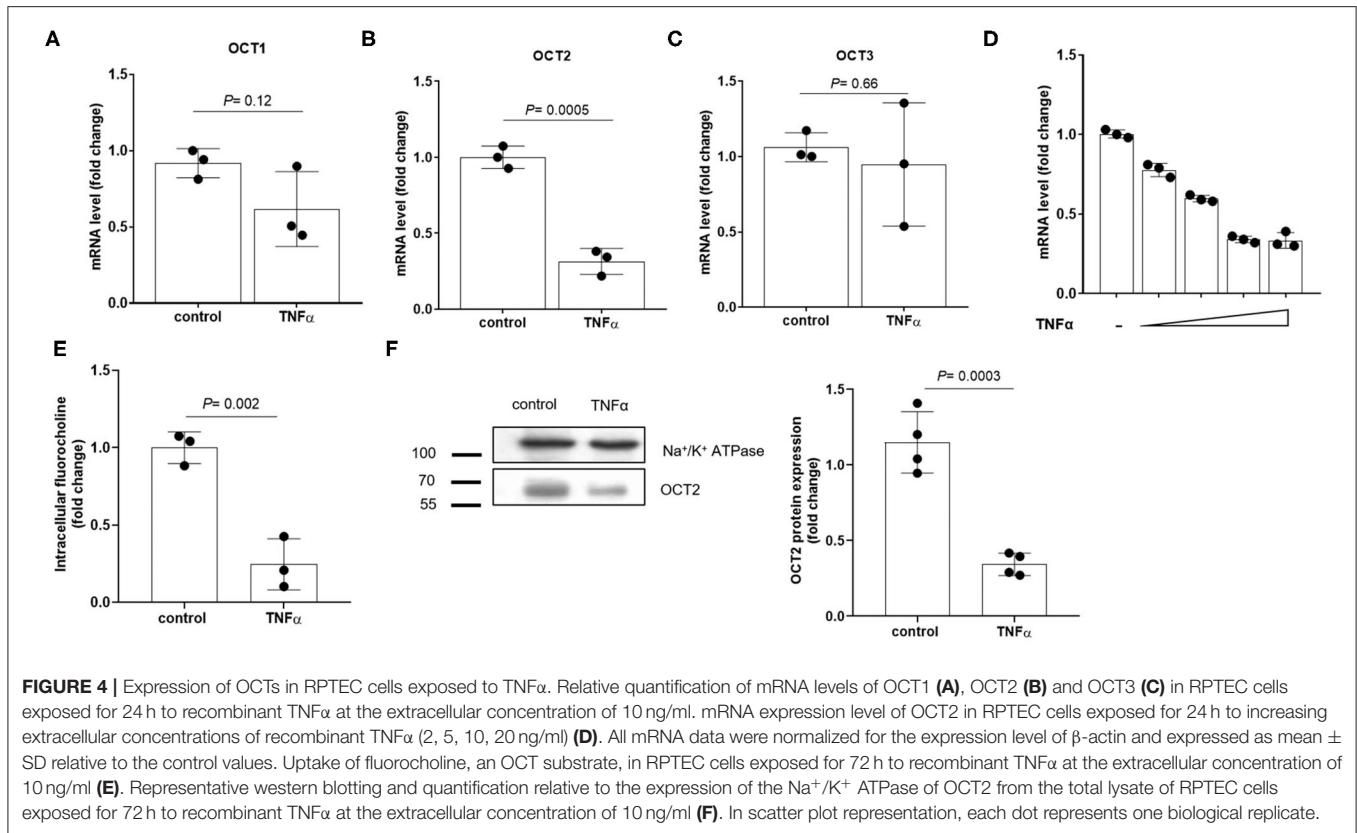 A
OCT1
mRNA level (fold change)
1.5
1.0
0.5
0.0
P= 0.12
control
TNFα
B
OCT2
mRNA level (fold change)
1.5
1.0
0.5
0.0
P= 0.0005
control
TNFα
C
OCT3
mRNA level (fold change)
1.5
1.0
0.5
0.0
P= 0.66
control
TNFα
D
mRNA level (fold change)
1.5
1.0
0.5
0.0
TNFα
-
E
Intracellular fluorocholine
(fold change)
1.5
1.0
0.5
0.0
P= 0.002
control
TNFα
F
control
TNFα
100
Na⁺/K⁺ ATPase
70
55
OCT2
OCT2 protein expression
(fold change)
1.5
1.0
0.5
0.0
P= 0.0003
control
TNFα
FIGURE 4 | Expression of OCTs in RPTEC cells exposed to TNFα. Relative quantification of mRNA levels of OCT1 (A), OCT2 (B) and OCT3 (C) in RPTEC cells
exposed for 24 h to recombinant TNFα at the extracellular concentration of 10 ng/ml. mRNA expression level of OCT2 in RPTEC cells exposed for 24 h to increasing
extracellular concentrations of recombinant TNFα (2, 5, 10, 20 ng/ml) (D). All mRNA data were normalized for the expression level of β-actin and expressed as mean ±
SD relative to the control values. Uptake of fluorocholine, an OCT substrate, in RPTEC cells exposed for 72 h to recombinant TNFα at the extracellular concentration of
10 ng/ml (E). Representative western blotting and quantification relative to the expression of the Na⁺/K⁺ ATPase of OCT2 from the total lysate of RPTEC cells
exposed for 72 h to recombinant TNFα at the extracellular concentration of 10 ng/ml (F). In scatter plot representation, each dot represents one biological replicate.